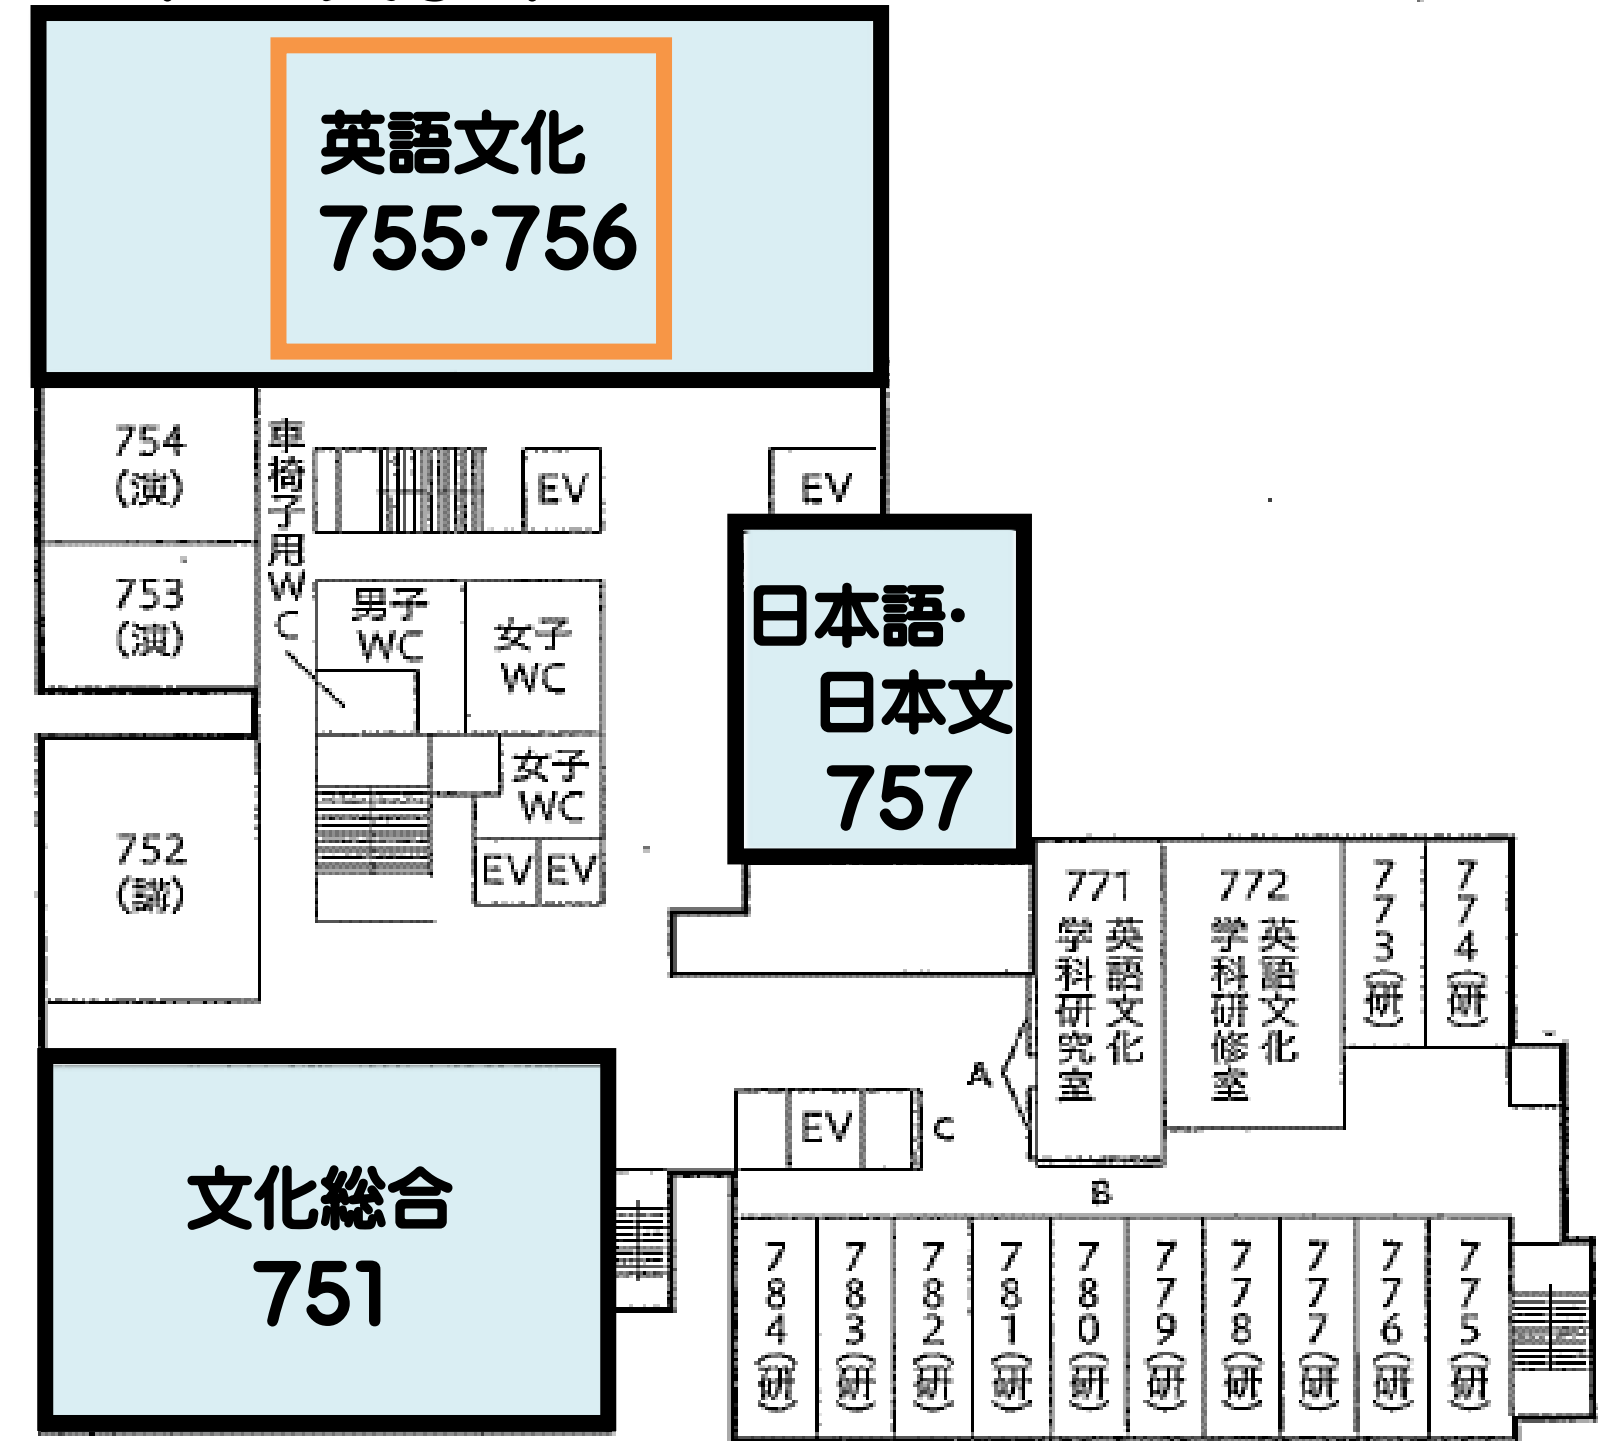 英語文化
755・756
754
(演)
車椅子用WC
EV
EV
753
(演)
男子
WC
女子
WC
日本語・
日本文
757
女子
WC
752
(講)
EV
EV
771
英語文化
学科研究室
772
英語文化
学科研修室
773(研)
774(研)
A
EV
C
B
文化総合
751
784(研)
783(研)
782(研)
781(研)
780(研)
779(研)
778(研)
777(研)
776(研)
775(研)